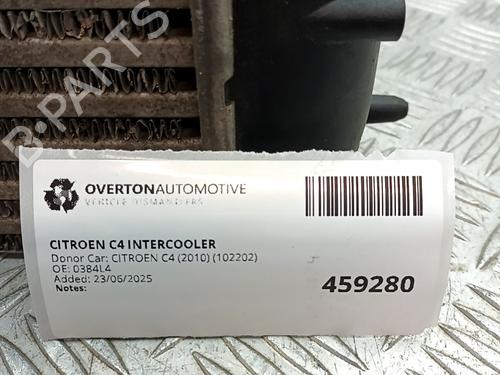 B-PARTS
OVERTONAUTOMOTIVE
VEHICLE DISMANTLERS
CITROEN C4 INTERCOOLER
Donor Car: CITROEN C4 (2010) (102202)
OE: 0384L4
Added: 23/06/2025
Notes:
459280